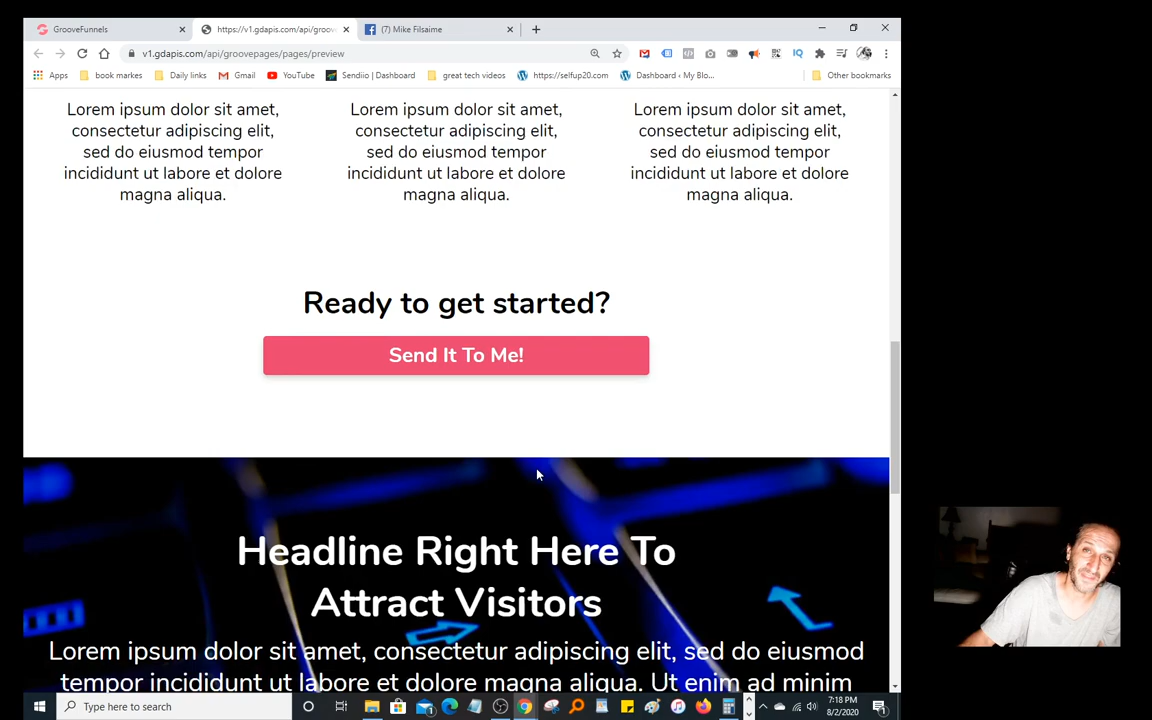 GrooveFunnels
https://v1.gdapis.com/api/groov
(7) Mike Filsaime
v1.gdapis.com/api/groovepages/pages/preview
Apps
book markes
Daily links
Gmail
YouTube
Sendiio | Dashboard
great tech videos
https://selfup20.com
Dashboard ‹ My Blo...
Other bookmarks
Lorem ipsum dolor sit amet,
consectetur adipiscing elit,
sed do eiusmod tempor
incididunt ut labore et dolore
magna aliqua.
Lorem ipsum dolor sit amet,
consectetur adipiscing elit,
sed do eiusmod tempor
incididunt ut labore et dolore
magna aliqua.
Lorem ipsum dolor sit amet,
consectetur adipiscing elit,
sed do eiusmod tempor
incididunt ut labore et dolore
magna aliqua.
Ready to get started?
Send It To Me!
Headline Right Here To
Attract Visitors
Lorem ipsum dolor sit amet, consectetur adipiscing elit, sed do eiusmod
tempor incididunt ut labore et dolore magna aliqua. Ut enim ad minim
Type here to search
7:18 PM
8/2/2020